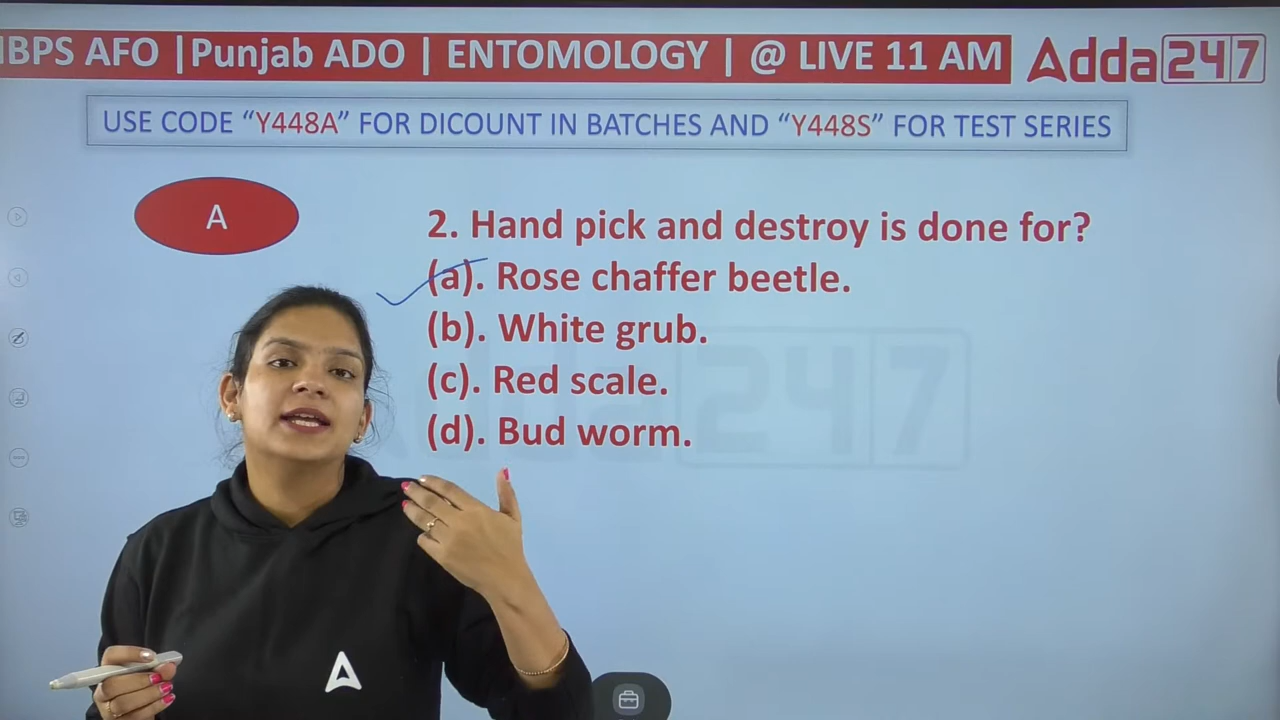 IBPS AFO |Punjab ADO | ENTOMOLOGY | @ LIVE 11 AM
Adda247
USE CODE “Y448A” FOR DICOUNT IN BATCHES AND “Y448S” FOR TEST SERIES
A
2. Hand pick and destroy is done for?
(a). Rose chaffer beetle.
(b). White grub.
(c). Red scale.
(d). Bud worm.
Adda247